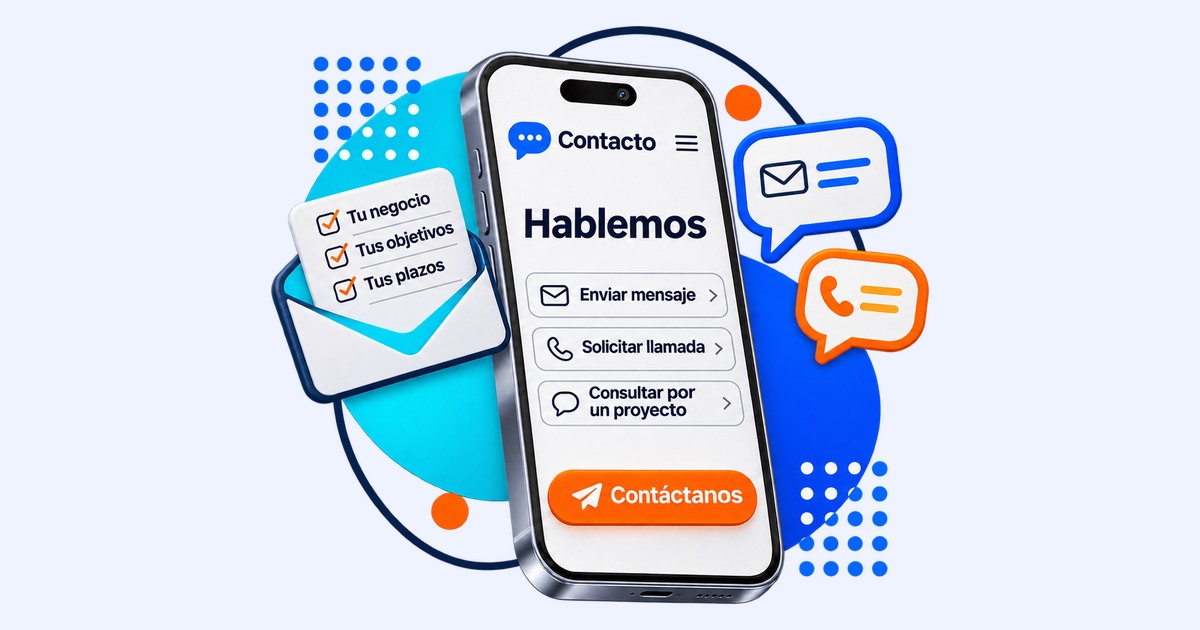 Contacto
Hablemos
Enviar mensaje
Solicitar llamada
Consultar por
un proyecto
Contáctanos
Tu negocio
Tus objetivos
Tus plazos